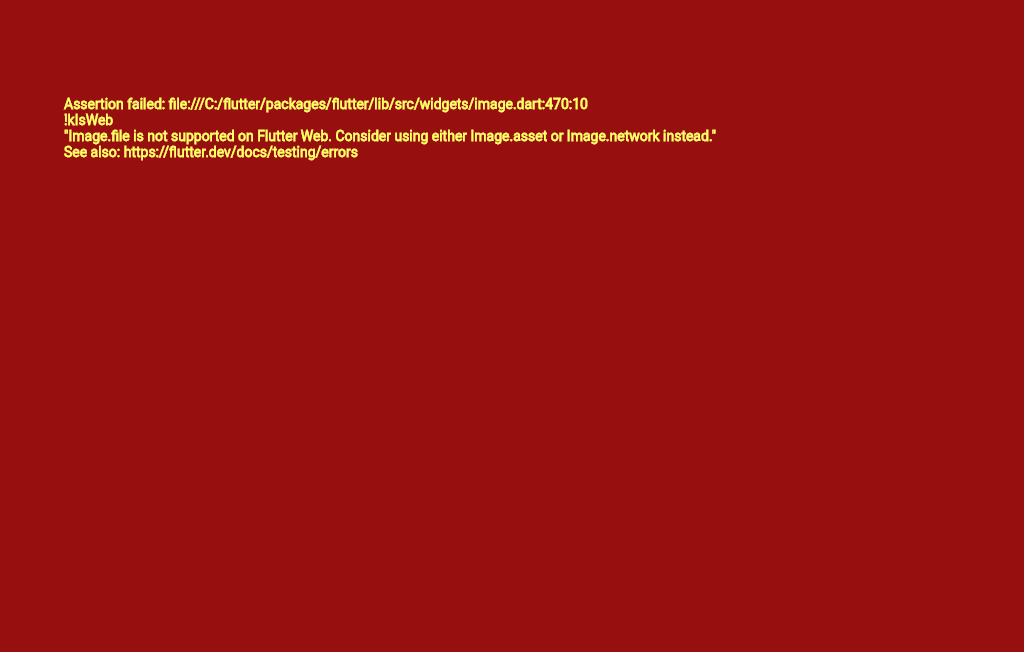 Assertion failed: file:///C:/flutter/packages/flutter/lib/src/widgets/image.dart:470:10
!kIsWeb
"Image.file is not supported on Flutter Web. Consider using either Image.asset or Image.network instead."
See also: https://flutter.dev/docs/testing/errors